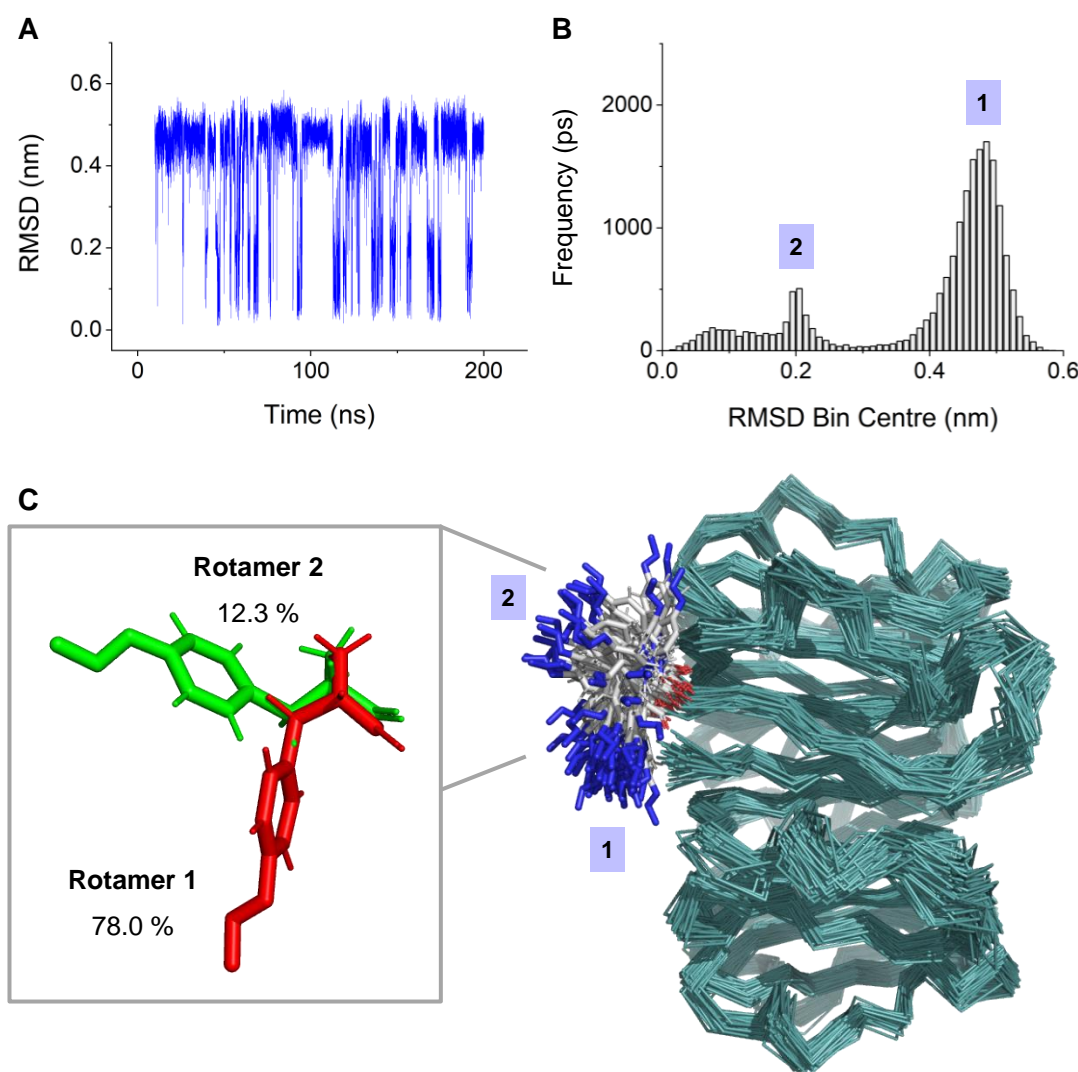 A
RMSD (nm)
0.6
0.4
0.2
0.0
0
100
200
Time (ns)
B
Frequency (ps)
2000
1000
0
1
2
0.0
0.2
0.4
0.6
RMSD Bin Centre (nm)
C
Rotamer 2
12.3 %
Rotamer 1
78.0 %
2
1